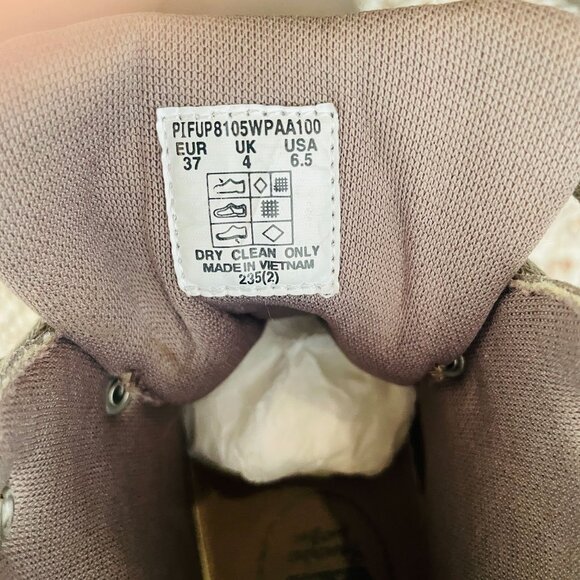 PIFUP8105WPAA100
EUR UK USA
37 4 6.5
DRY CLEAN ONLY
MADE IN VIETNAM
235(2)